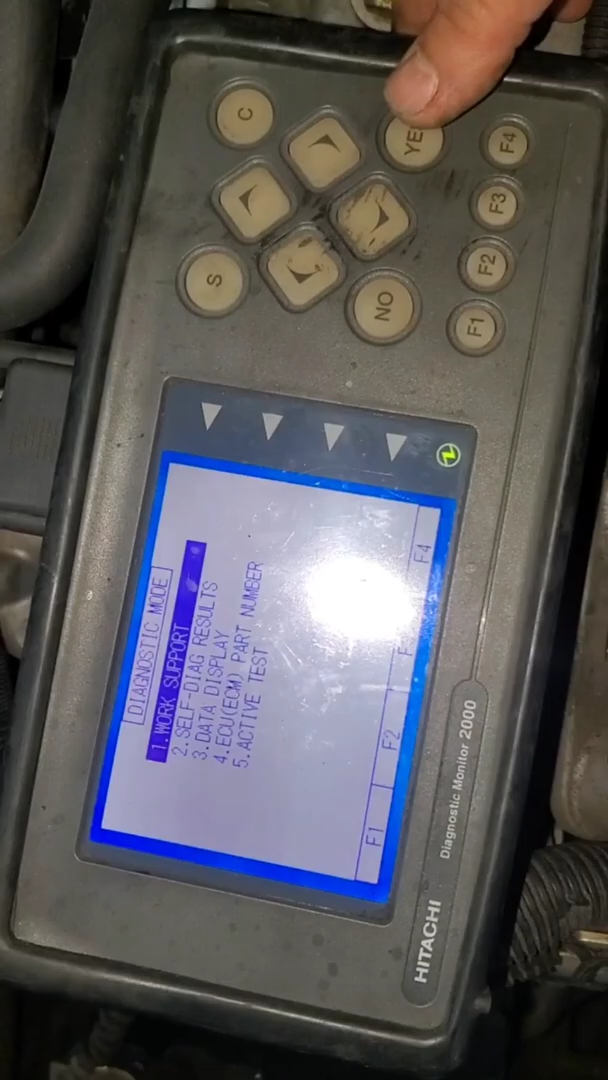 DIAGNOSTIC MODE
1.WORK SUPPORT
2.SELF-DIAG RESULTS
3.DATA DISPLAY
4.ECU(ECM) PART NUMBER
5.ACTIVE TEST
F1 F2 F4
HITACHI Diagnostic Monitor 2000
S C
NO
F1 F2 F3 F4